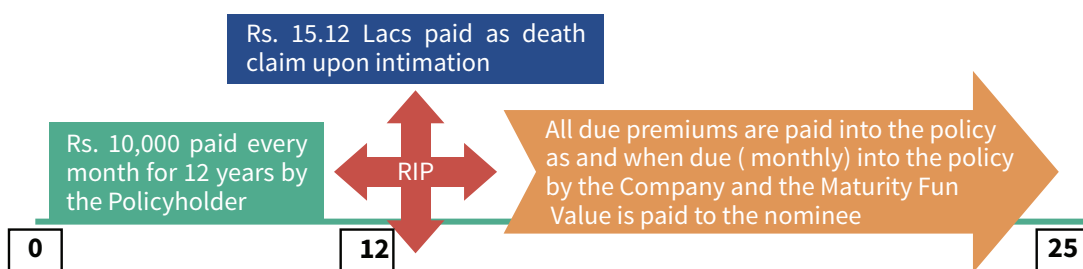 Rs. 15.12 Lacs paid as death
claim upon intimation
Rs. 10,000 paid every
month for 12 years by
the Policyholder
RIP
All due premiums are paid into the policy
as and when due ( monthly) into the policy
by the Company and the Maturity Fun
Value is paid to the nominee
0
12
25